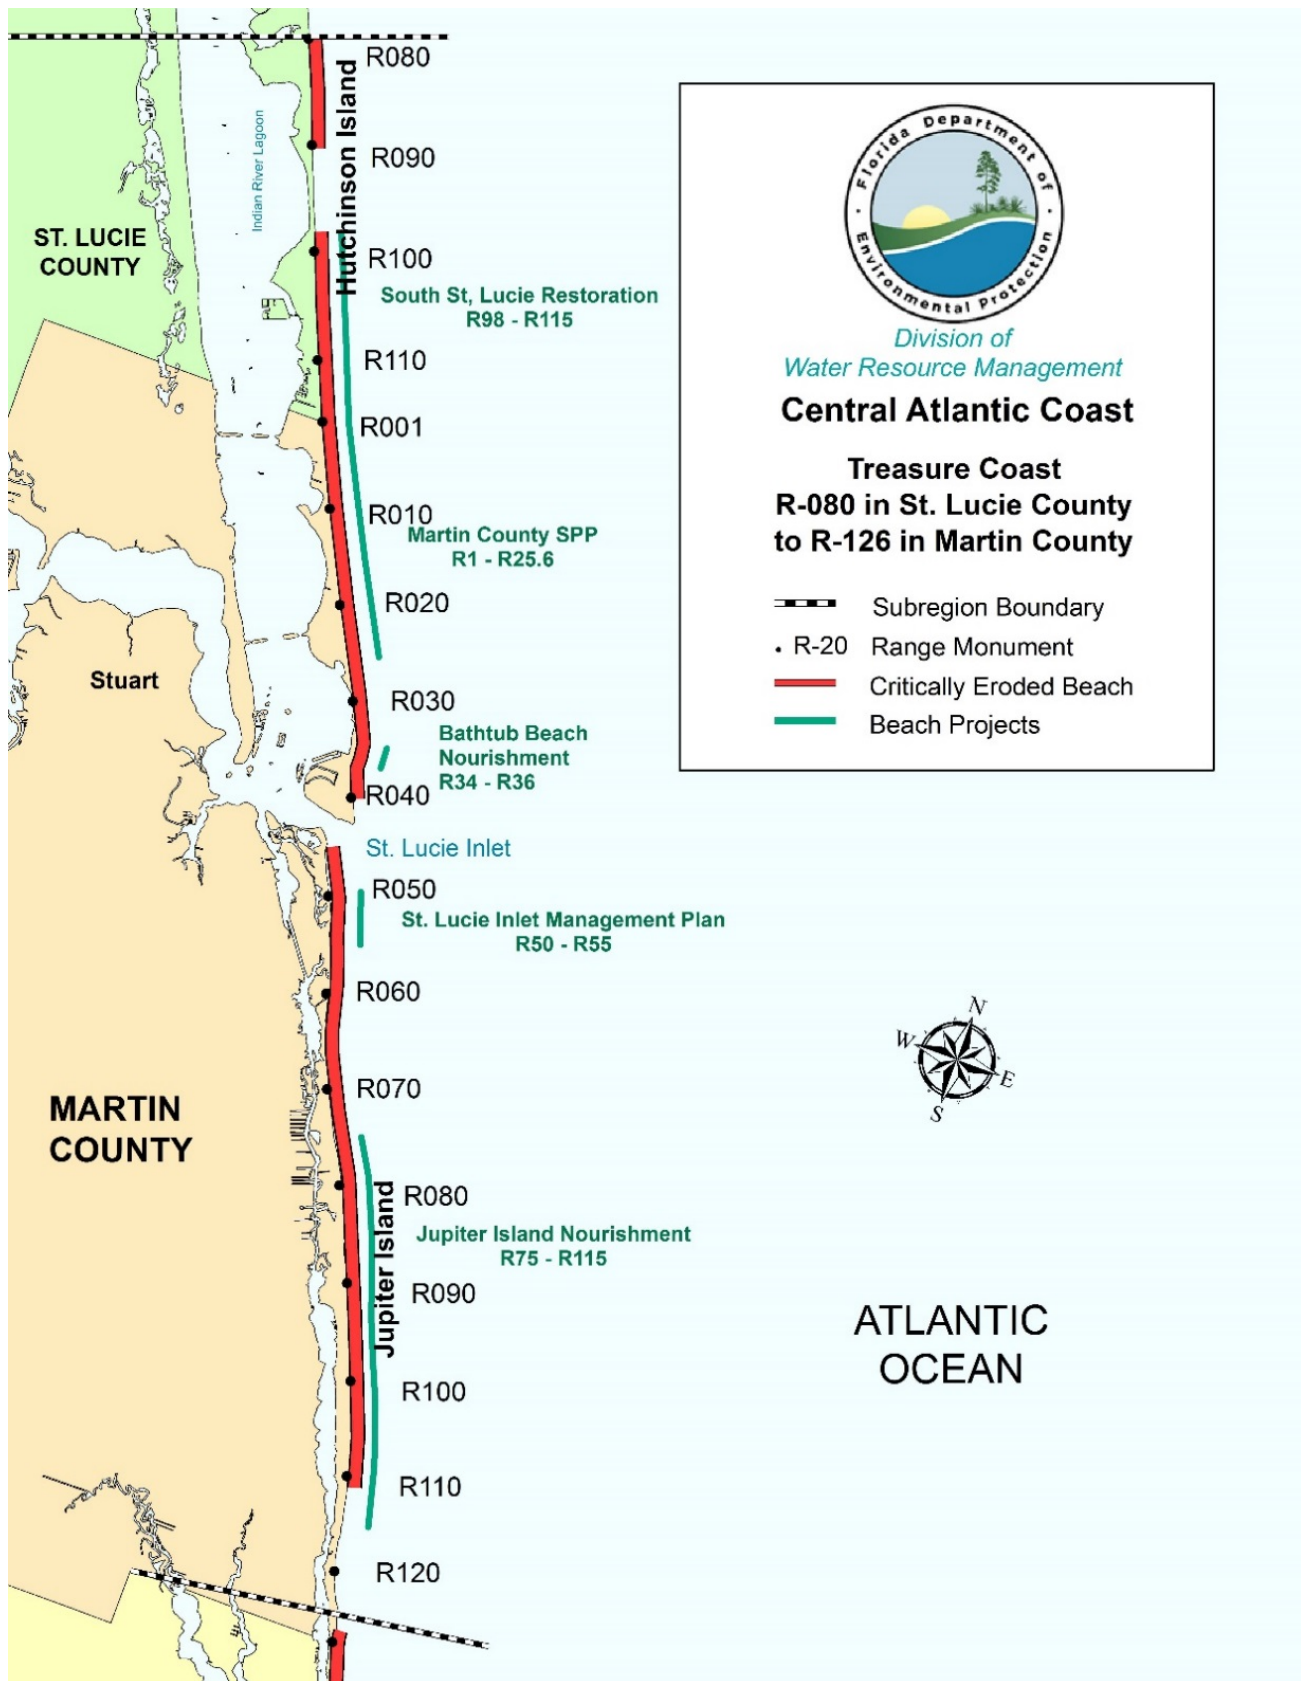 R080
Hutchinson Island
Indian River Lagoon
R090
ST. LUCIE
COUNTY
R100
South St, Lucie Restoration
R98 - R115
R110
R001
R010
Martin County SPP
R1 - R25.6
R020
Stuart
R030
Bathtub Beach
Nourishment
R34 - R36
R040
St. Lucie Inlet
R050
St. Lucie Inlet Management Plan
R50 - R55
R060
R070
MARTIN
COUNTY
Jupiter Island
R080
Jupiter Island Nourishment
R75 - R115
R090
R100
R110
R120
Florida Department of
Environmental Protection
Division of
Water Resource Management
Central Atlantic Coast
Treasure Coast
R-080 in St. Lucie County
to R-126 in Martin County
Subregion Boundary
R-20 Range Monument
Critically Eroded Beach
Beach Projects
N
W
E
S
ATLANTIC
OCEAN